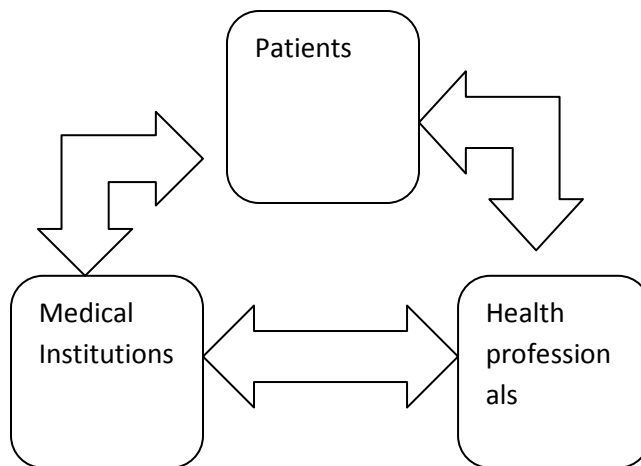 Patients
Medical
Institutions
Health
profession
als